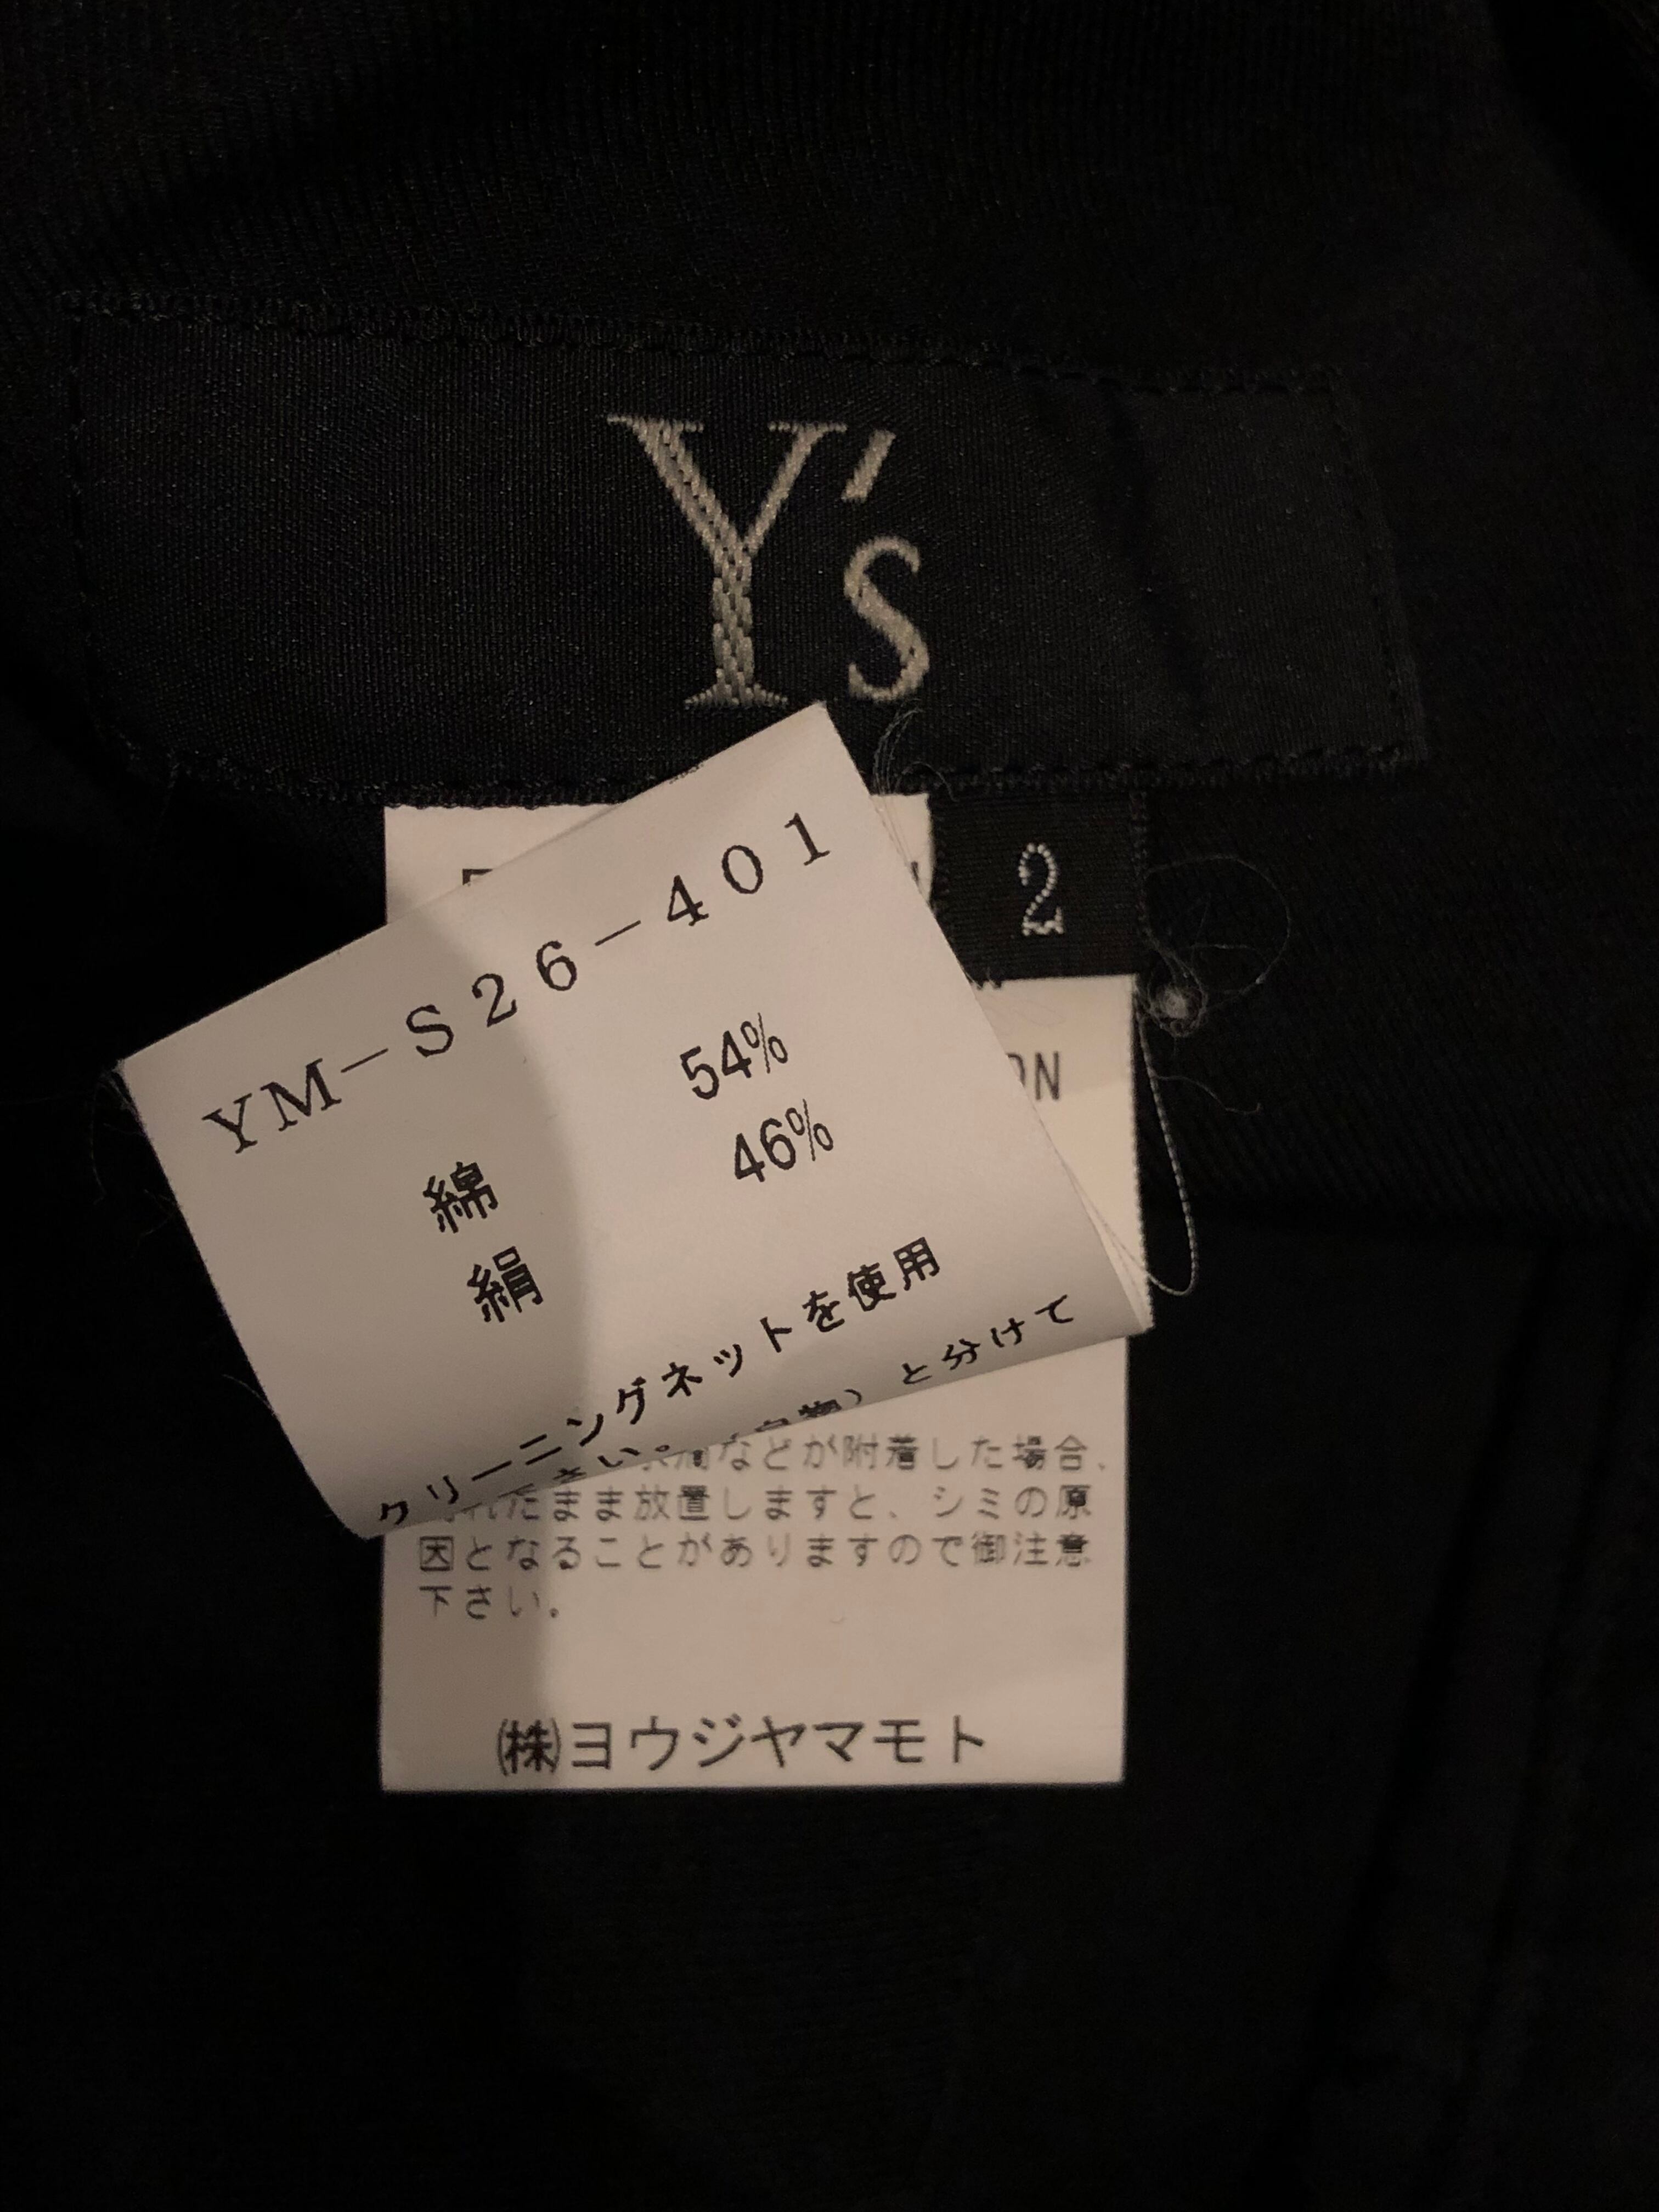 Y's
2
YM－S26－401
綿 54%
絹 46%
クリーニングネットを使用
さい。
と分けて
などが附着した場合、
れたまま放置しますと、シミの原
因となることがありますので御注意
下さい。
㈱ヨウジヤマモト